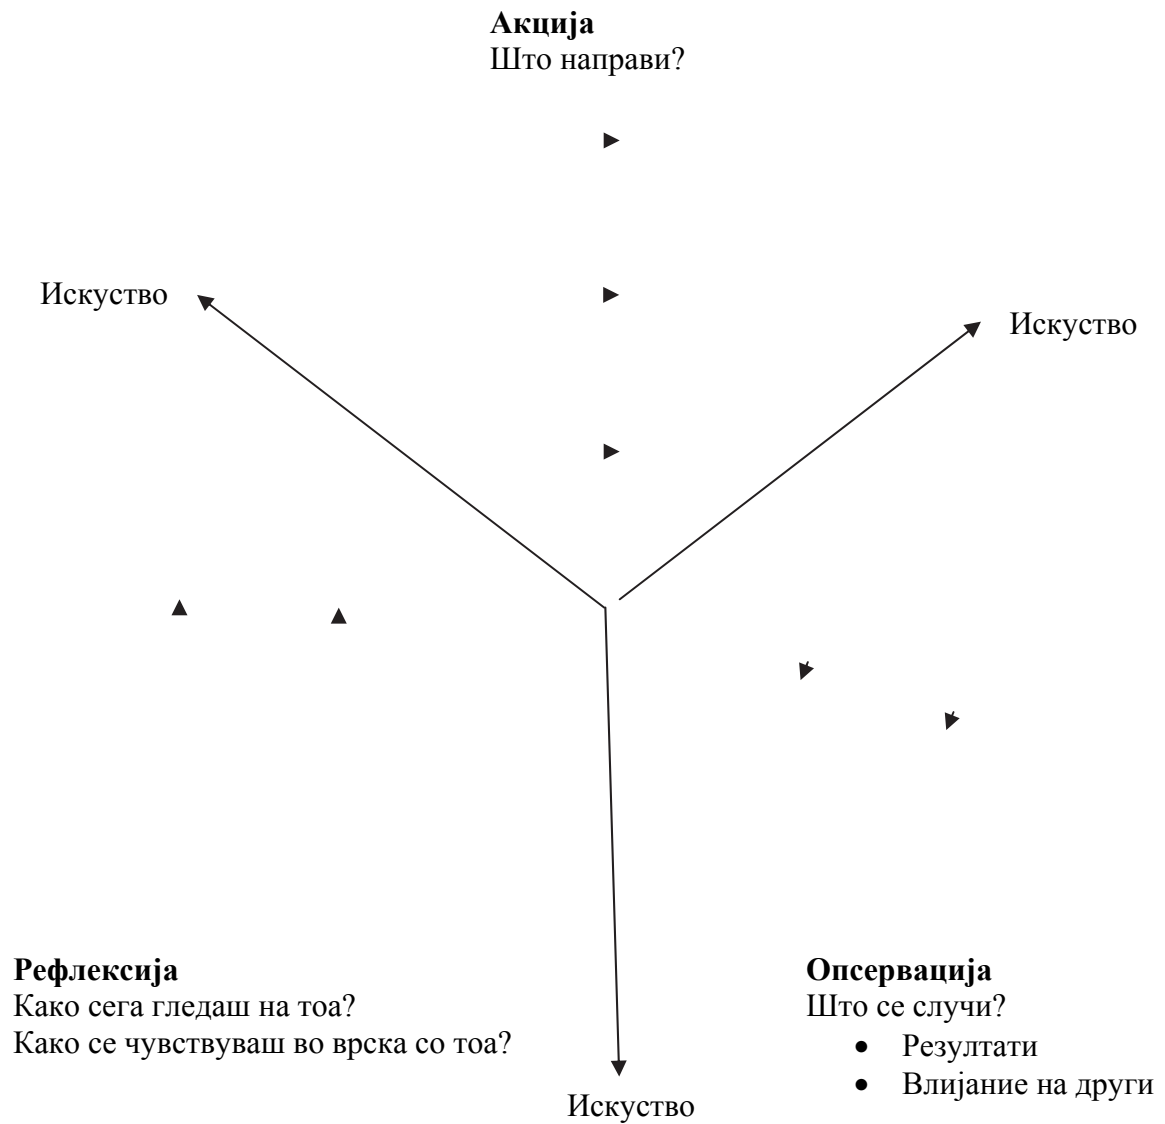 Акција
Што направи?
Искуство
Искуство
Рефлексија
Како сега гледаш на тоа?
Како се чувствуваш во врска со тоа?
Опсервација
Што се случи?
• Резултати
• Влијание на други
Искуство